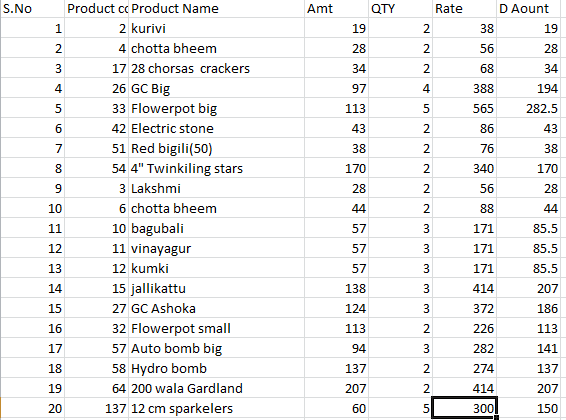 S.No Product co Product Name Amt QTY Rate D Aount
1 2 kurivi 19 2 38 19
2 4 chotta bheem 28 2 56 28
3 17 28 chorsas crackers 34 2 68 34
4 26 GC Big 97 4 388 194
5 33 Flowerpot big 113 5 565 282.5
6 42 Electric stone 43 2 86 43
7 51 Red bigili(50) 38 2 76 38
8 54 4" Twinkiling stars 170 2 340 170
9 3 Lakshmi 28 2 56 28
10 6 chotta bheem 44 2 88 44
11 10 bagubali 57 3 171 85.5
12 11 vinayagur 57 3 171 85.5
13 12 kumki 57 3 171 85.5
14 15 jallikattu 138 3 414 207
15 27 GC Ashoka 124 3 372 186
16 32 Flowerpot small 113 2 226 113
17 57 Auto bomb big 94 3 282 141
18 58 Hydro bomb 137 2 274 137
19 64 200 wala Gardland 207 2 414 207
20 137 12 cm sparkelers 60 5 300 150